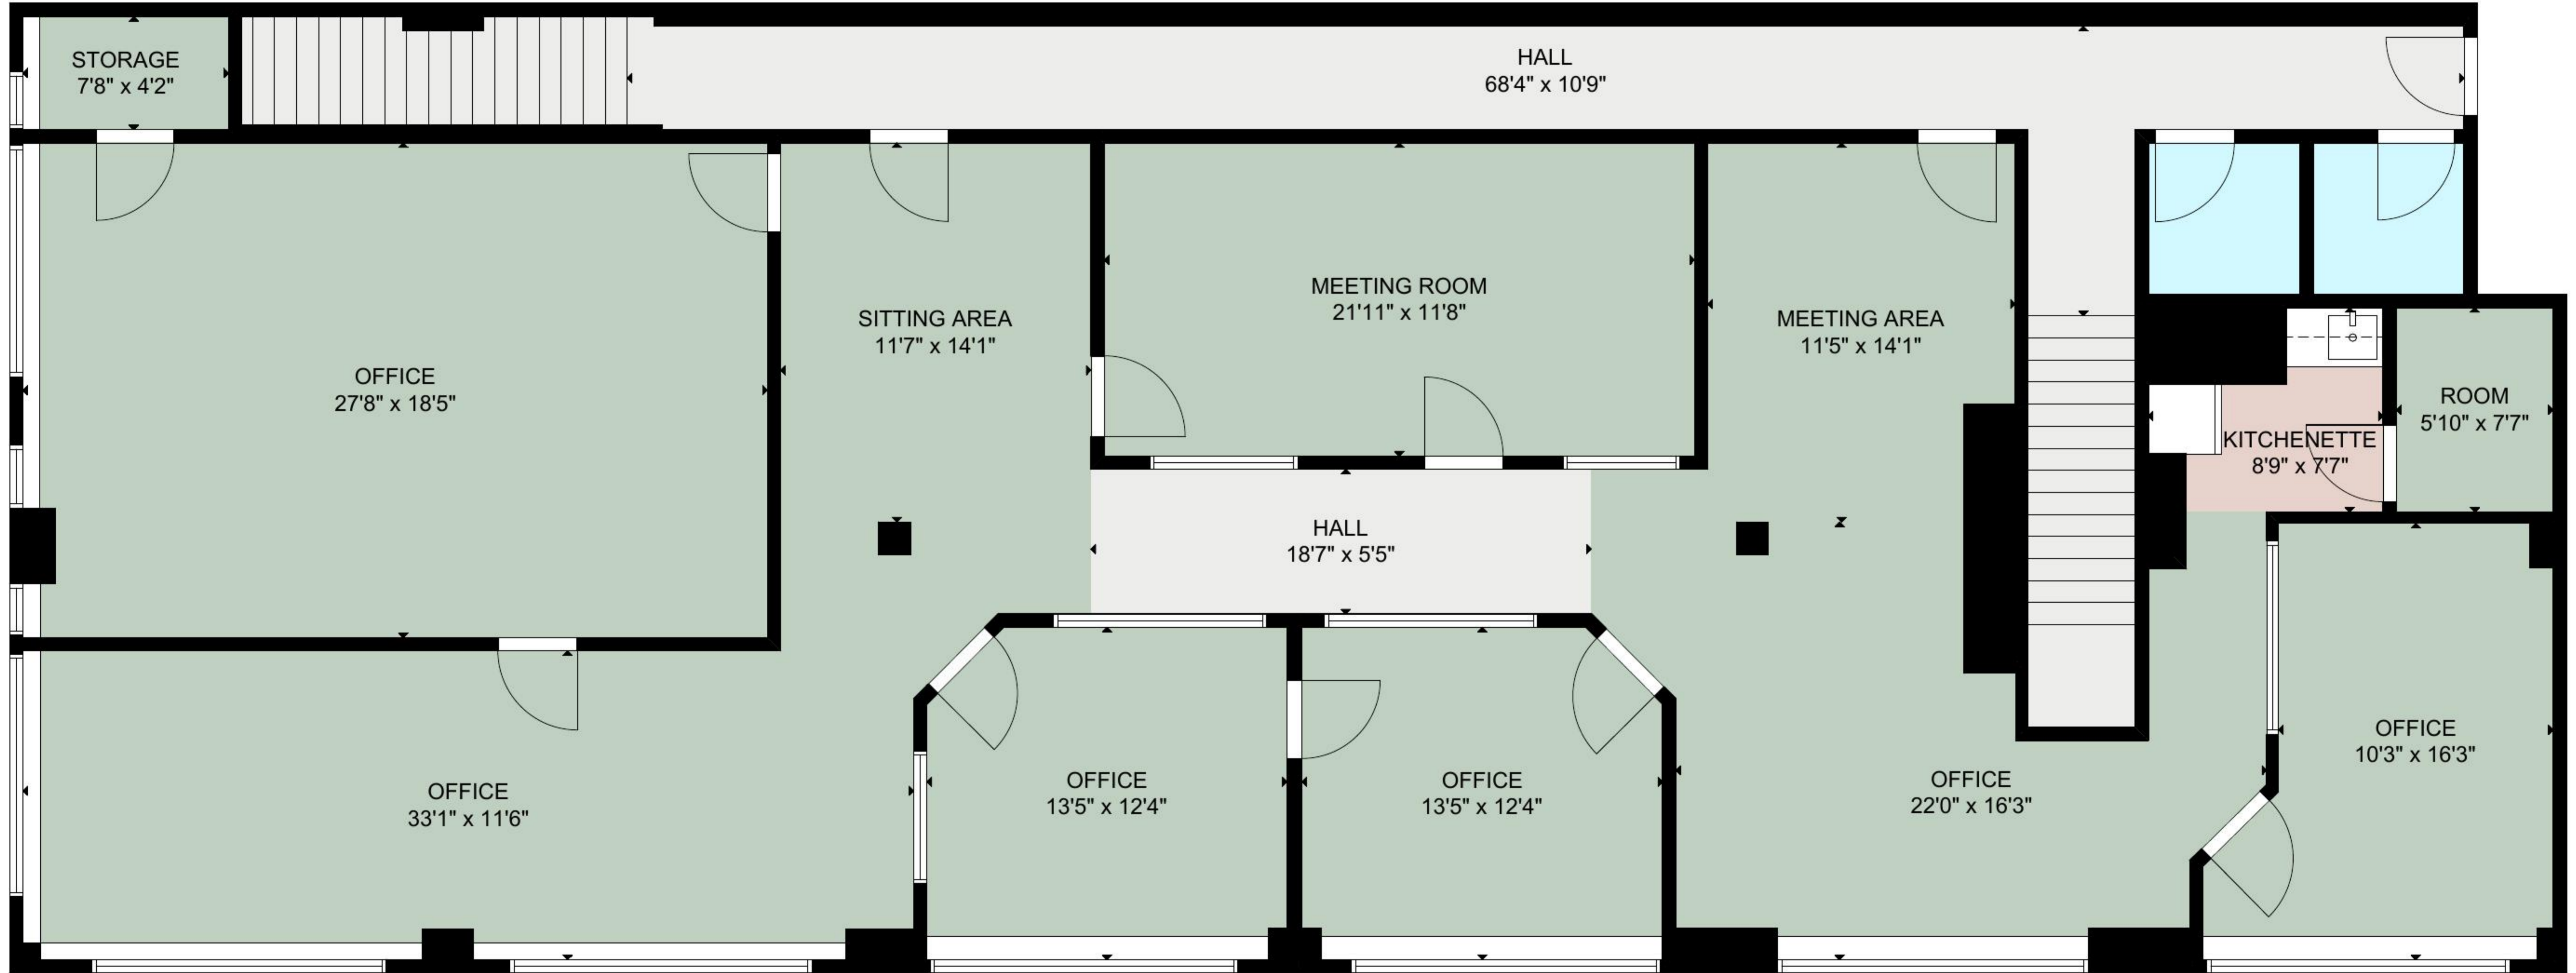 STORAGE
7'8" x 4'2"
HALL
68'4" x 10'9"
OFFICE
27'8" x 18'5"
SITTING AREA
11'7" x 14'1"
MEETING ROOM
21'11" x 11'8"
MEETING AREA
11'5" x 14'1"
KITCHENETTE
8'9" x 7'7"
ROOM
5'10" x 7'7"
HALL
18'7" x 5'5"
OFFICE
33'1" x 11'6"
OFFICE
13'5" x 12'4"
OFFICE
13'5" x 12'4"
OFFICE
22'0" x 16'3"
OFFICE
10'3" x 16'3"